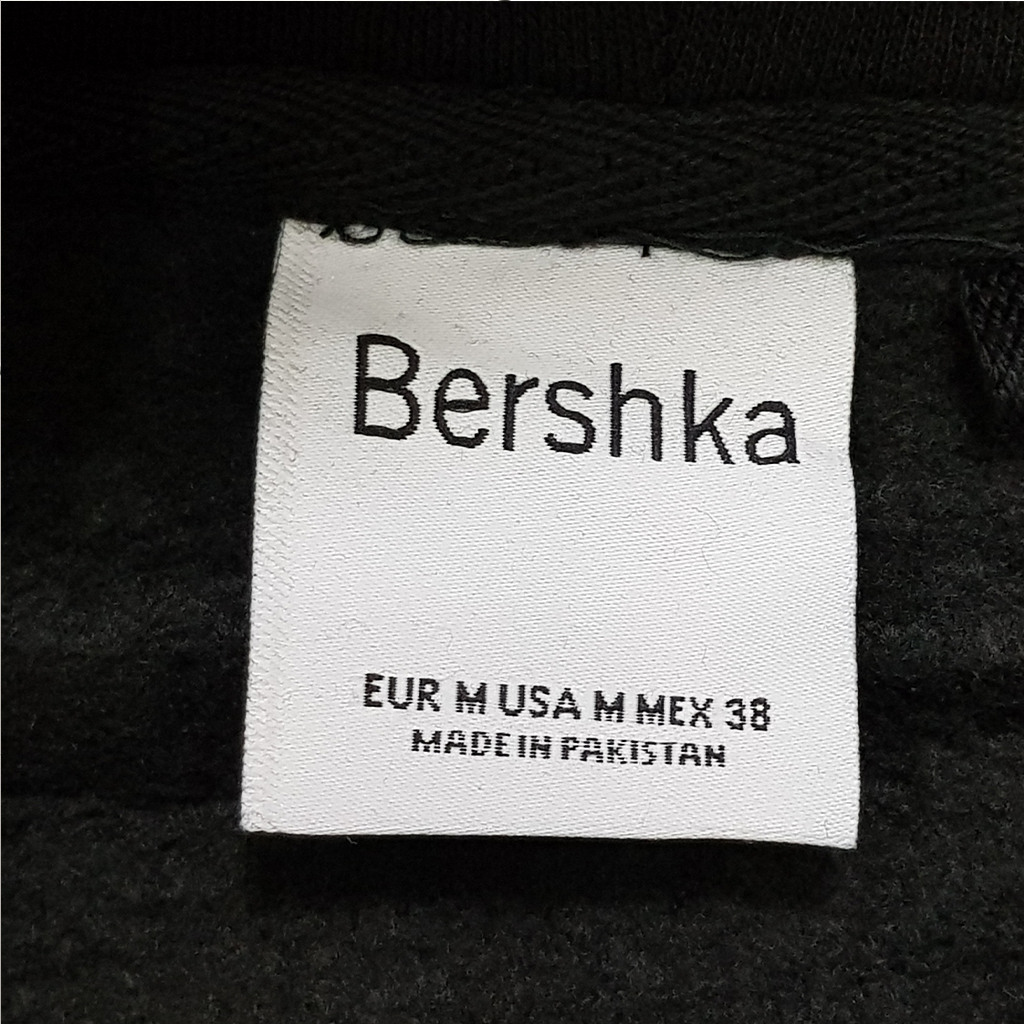 Bershka
EUR M USA M MEX 38
MADE IN PAKISTAN